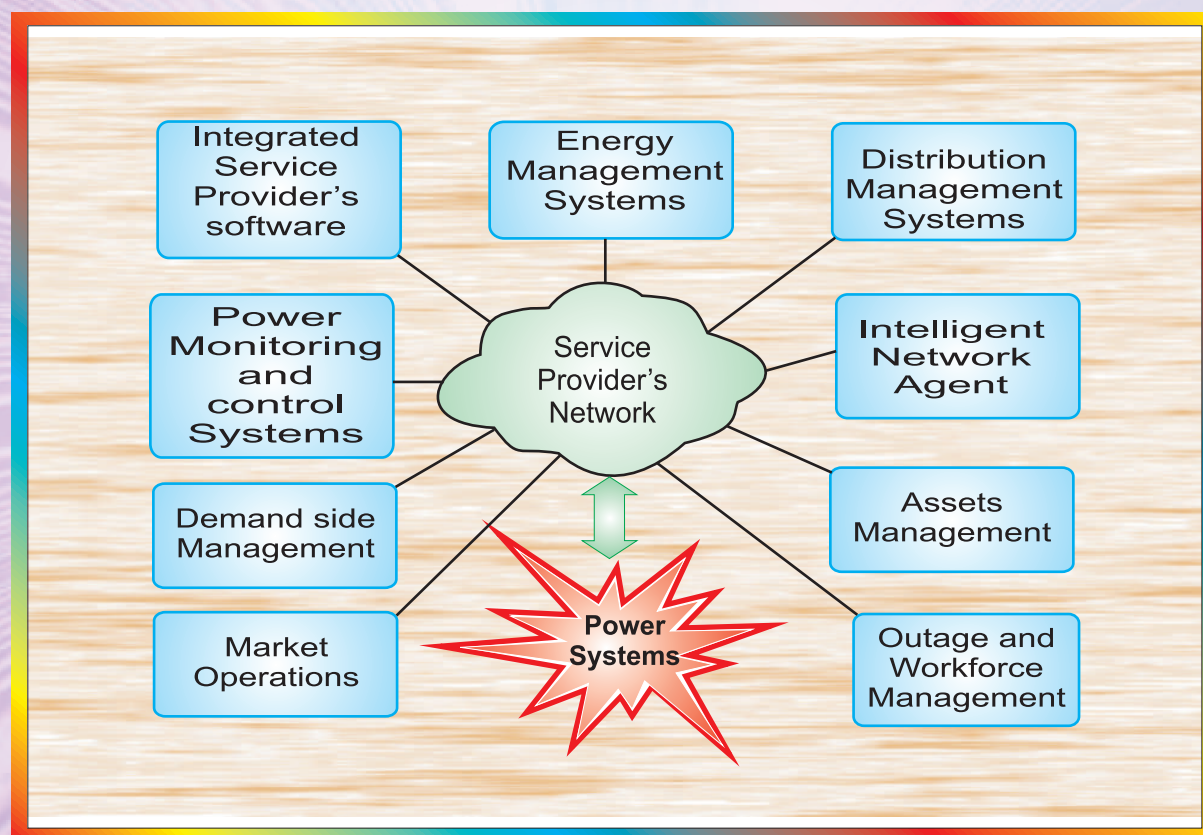 Integrated
Service
Provider’s
software
Energy
Management
Systems
Distribution
Management
Systems
Power
Monitoring
and
control
Systems
Service
Provider’s
Network
Intelligent
Network
Agent
Demand side
Management
Assets
Management
Market
Operations
Power
Systems
Outage and
Workforce
Management